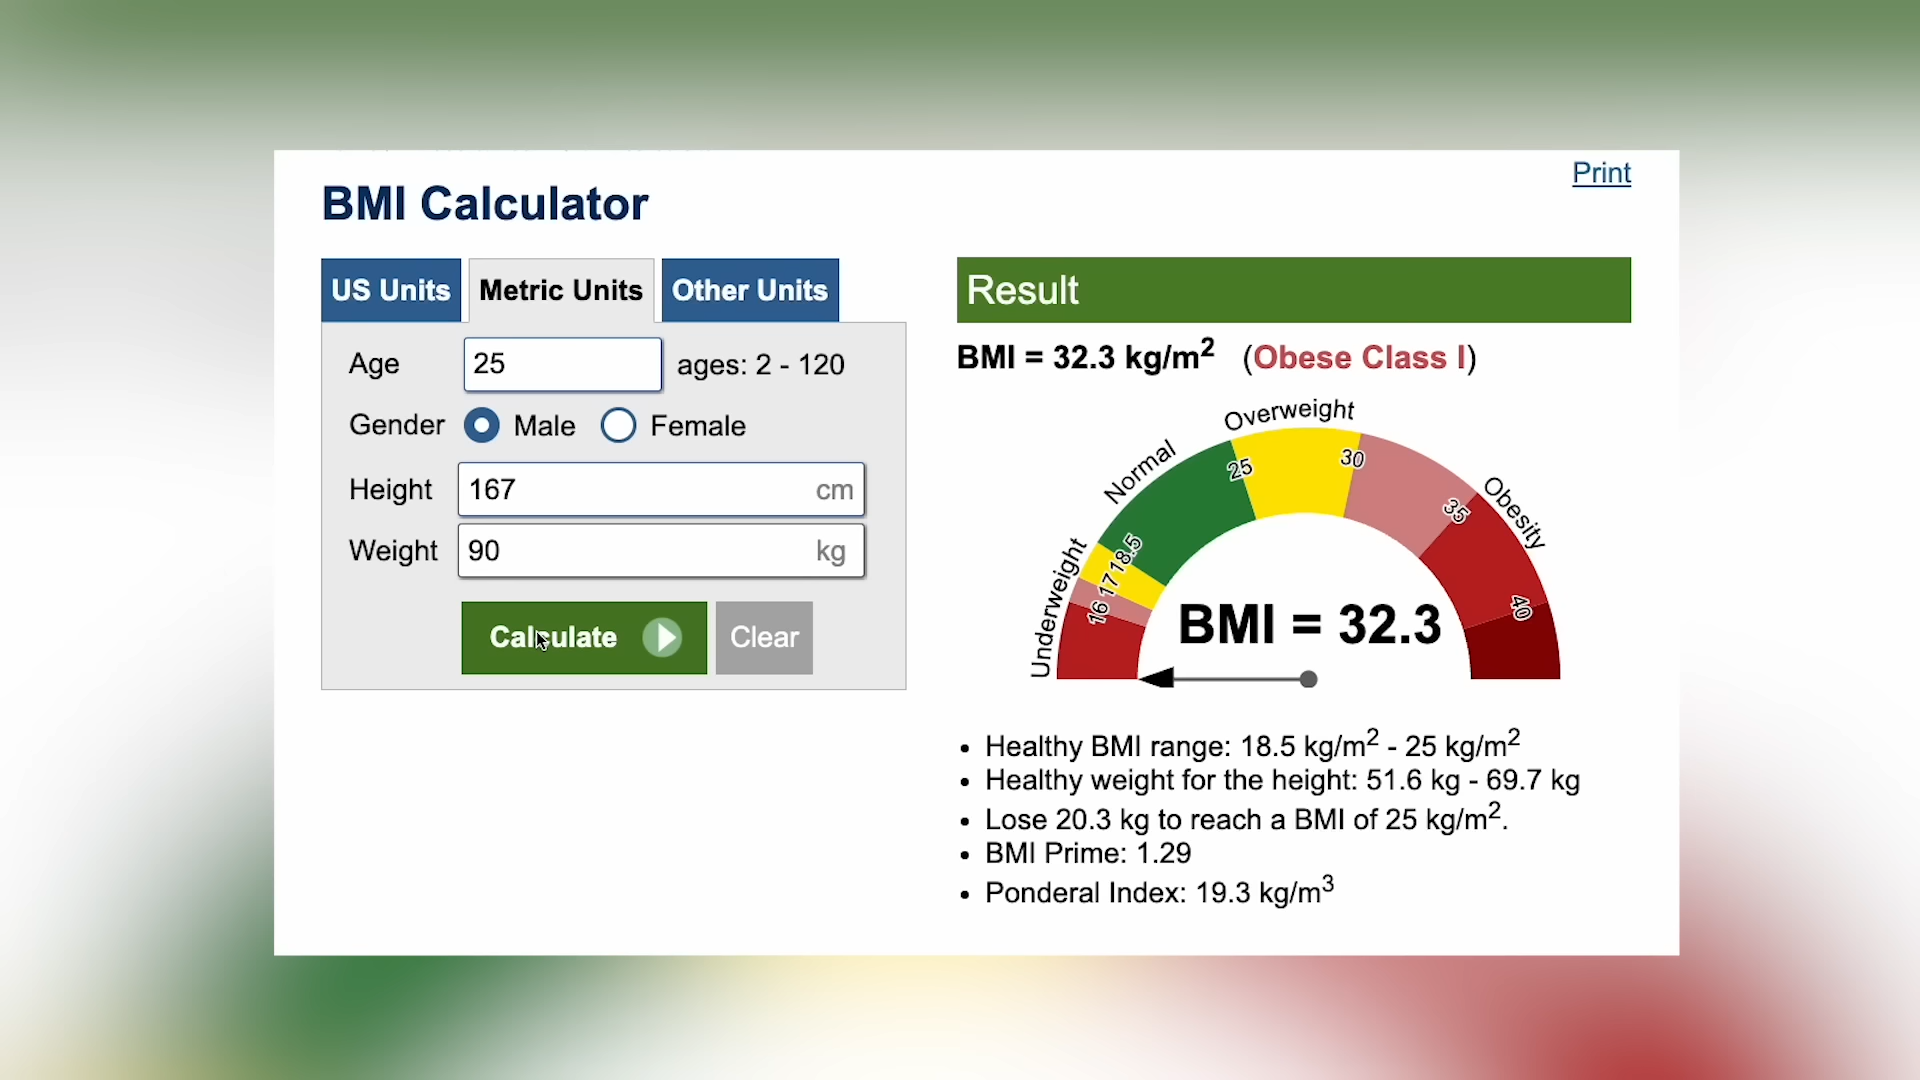 Print
BMI Calculator
US Units
Metric Units
Other Units
Age
25
ages: 2 - 120
Gender
Male
Female
Height
167
cm
Weight
90
kg
Calculate
Clear
Result
BMI = 32.3 kg/m² (Obese Class I)
Underweight
Normal
Overweight
Obesity
16
17
18.5
25
30
35
40
BMI = 32.3
• Healthy BMI range: 18.5 kg/m² - 25 kg/m²
• Healthy weight for the height: 51.6 kg - 69.7 kg
• Lose 20.3 kg to reach a BMI of 25 kg/m².
• BMI Prime: 1.29
• Ponderal Index: 19.3 kg/m³